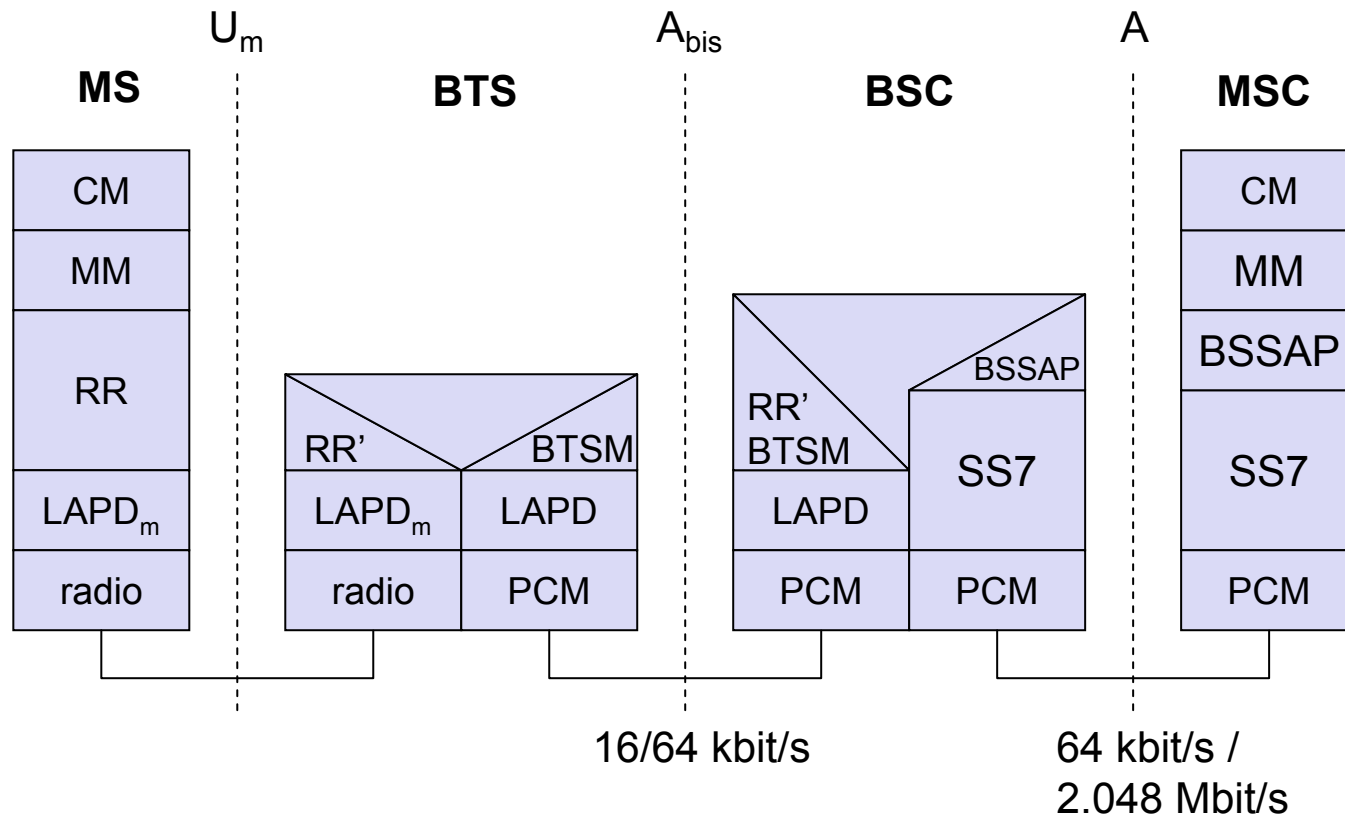 Um Abis A
MS BTS BSC MSC
CM
MM
RR
LAPDm
radio
RR’ BTSM
LAPDm LAPD
radio PCM
BSSAP
RR’
BTSM
SS7
LAPD
PCM PCM
CM
MM
BSSAP
SS7
PCM
16/64 kbit/s
64 kbit/s /
2.048 Mbit/s